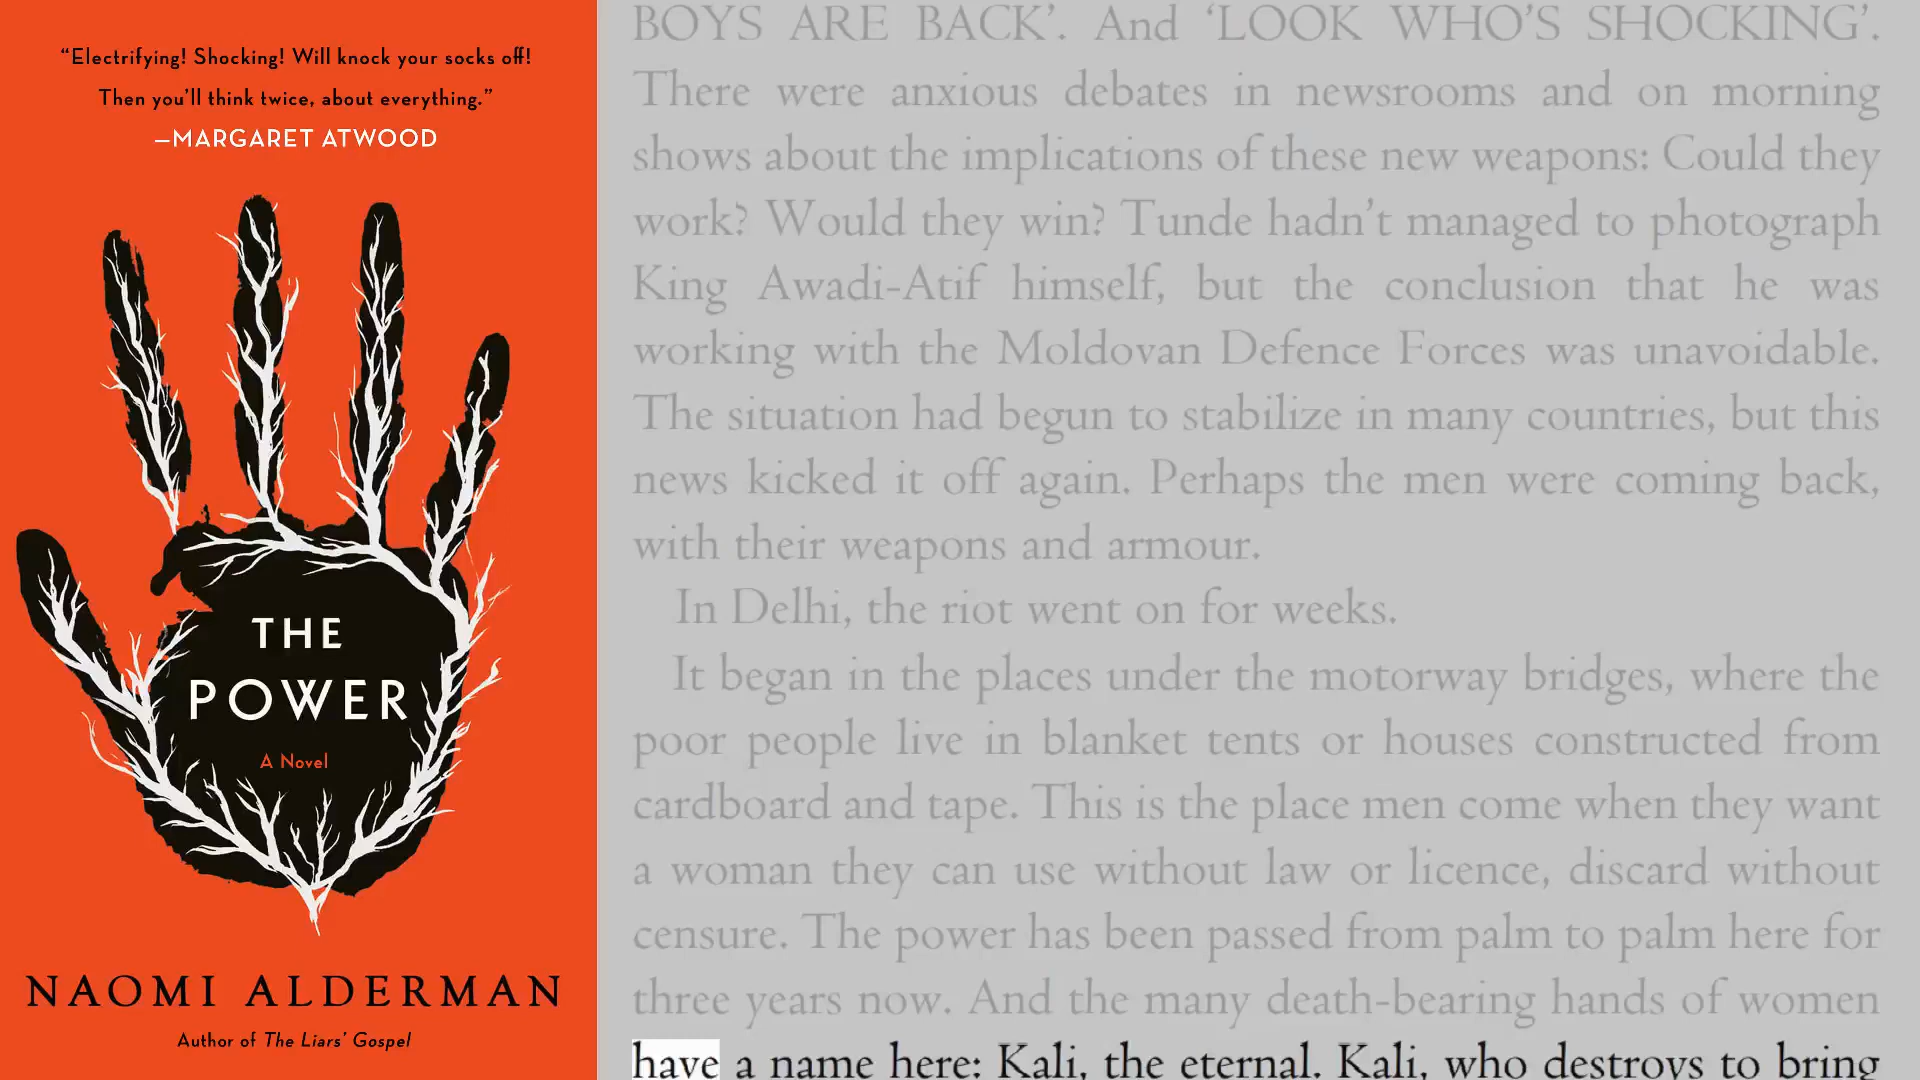 “Electrifying! Shocking! Will knock your socks off!
Then you’ll think twice, about everything.”
—MARGARET ATWOOD
THE
POWER
A Novel
NAOMI ALDERMAN
Author of The Liars’ Gospel
BOYS ARE BACK’. And ‘LOOK WHO’S SHOCKING’.
There were anxious debates in newsrooms and on morning
shows about the implications of these new weapons: Could they
work? Would they win? Tunde hadn’t managed to photograph
King Awadi-Atif himself, but the conclusion that he was
working with the Moldovan Defence Forces was unavoidable.
The situation had begun to stabilize in many countries, but this
news kicked it off again. Perhaps the men were coming back,
with their weapons and armour.
In Delhi, the riot went on for weeks.
It began in the places under the motorway bridges, where the
poor people live in blanket tents or houses constructed from
cardboard and tape. This is the place men come when they want
a woman they can use without law or licence, discard without
censure. The power has been passed from palm to palm here for
three years now. And the many death-bearing hands of women
have a name here: Kali, the eternal. Kali, who destroys to bring